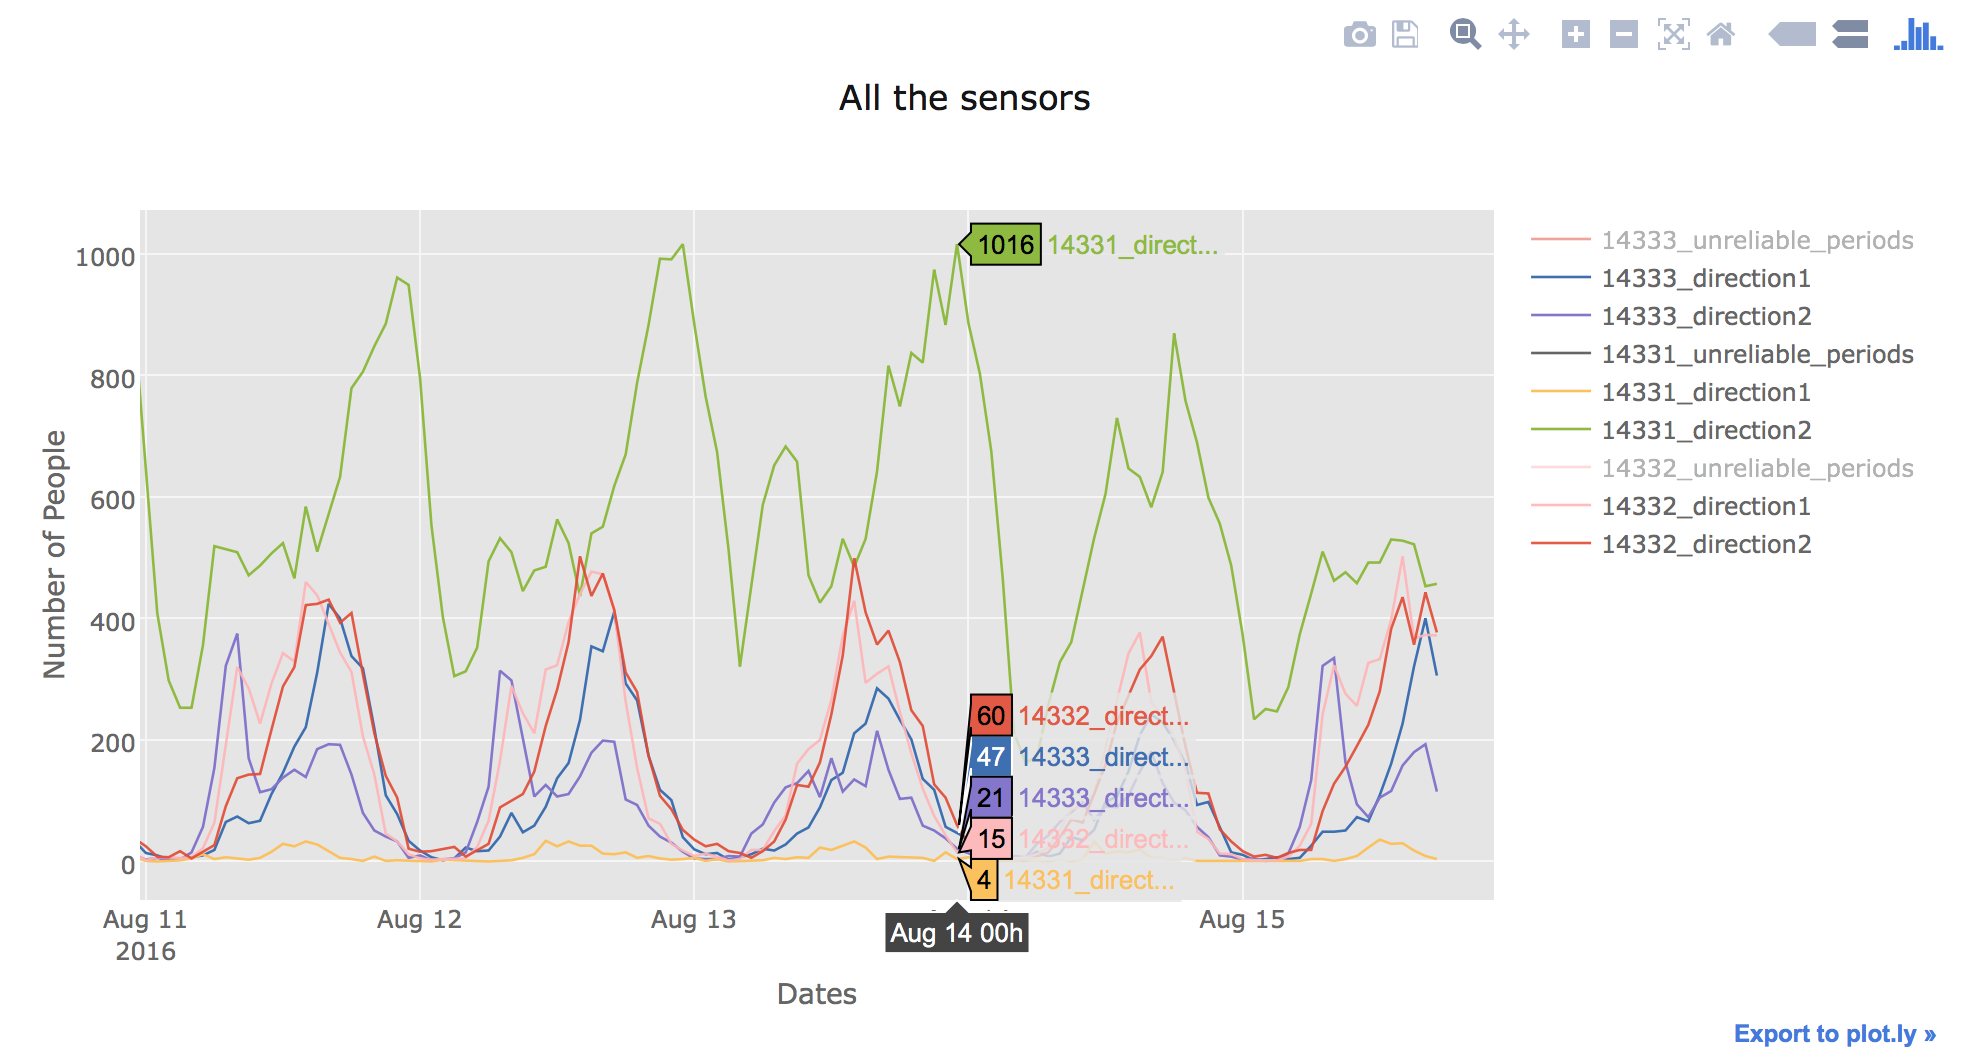 All the sensors
1000
800
600
400
200
0
Number of People
1016 14331_direct...
60 14332_direct...
47 14333_direct...
21 14333_direct...
15 14332_direct...
4 14331_direct...
Aug 11
2016
Aug 12
Aug 13
Aug 14 00h
Aug 15
Dates
14333_unreliable_periods
14333_direction1
14333_direction2
14331_unreliable_periods
14331_direction1
14331_direction2
14332_unreliable_periods
14332_direction1
14332_direction2
Export to plot.ly »